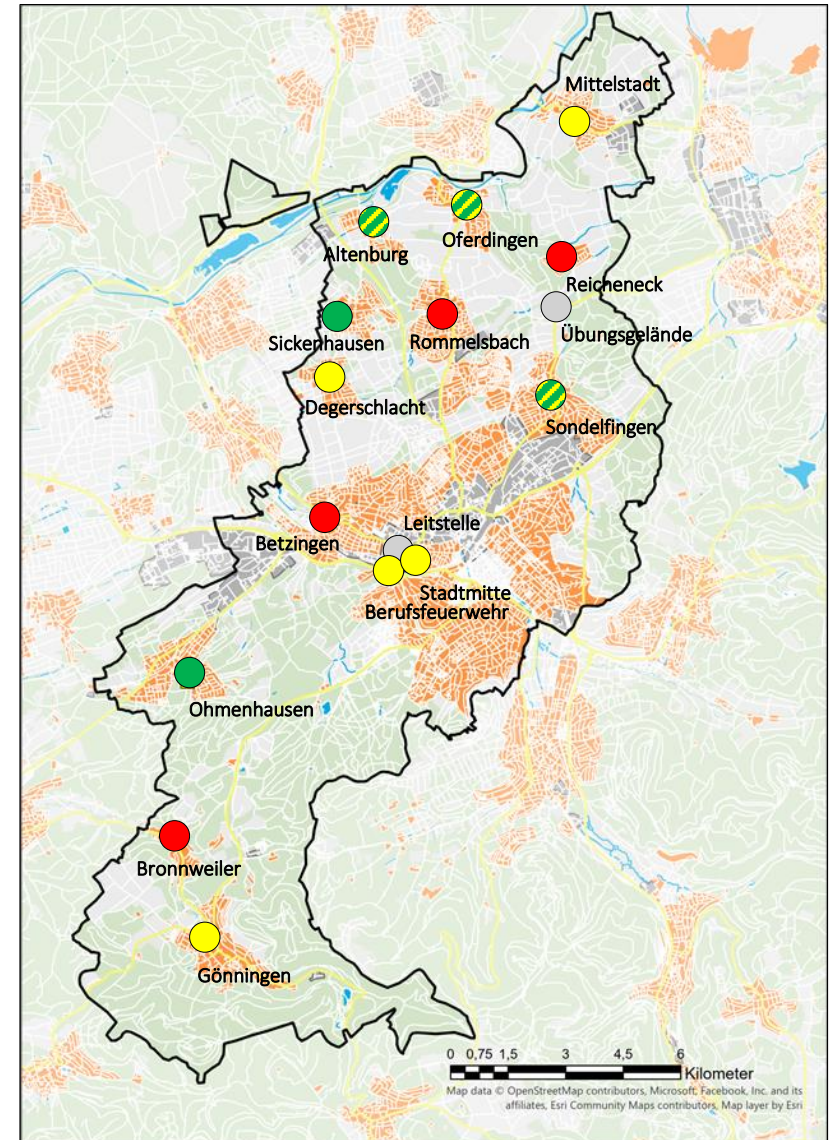 Mittelstadt
Oferdingen
Altenburg
Reicheneck
Übungsgelände
Sickenhausen
Rommelsbach
Degerschlacht
Sondelfingen
Leitstelle
Betzingen
Stadtmitte
Berufsfeuerwehr
Ohmenhausen
Bronnweiler
Gönningen
0 0,75 1,5 3 4,5 6
Kilometer
Map data © OpenStreetMap contributors, Microsoft, Facebook, Inc. and its
affiliates, Esri Community Maps contributors, Map layer by Esri